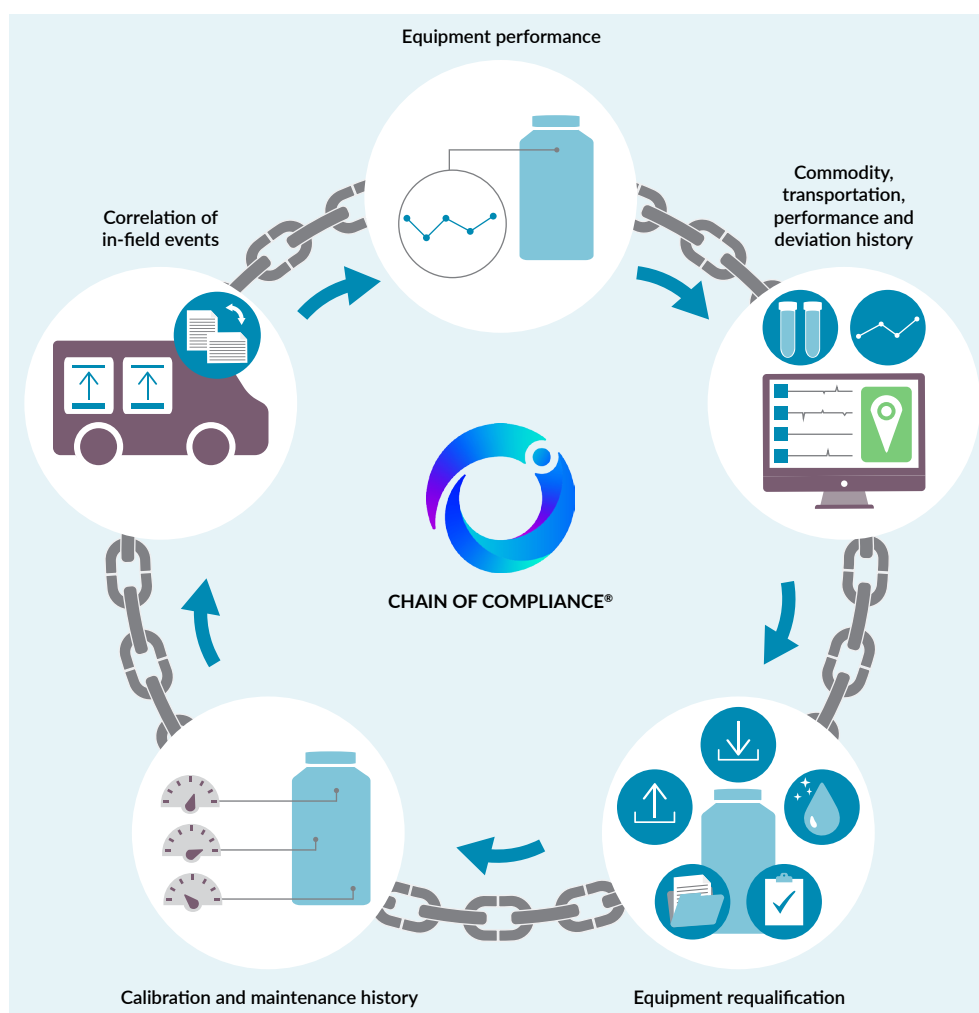 Equipment performance
Commodity,
transportation,
performance and
deviation history
Correlation of
in-field events
CHAIN OF COMPLIANCE®
Calibration and maintenance history
Equipment requalification